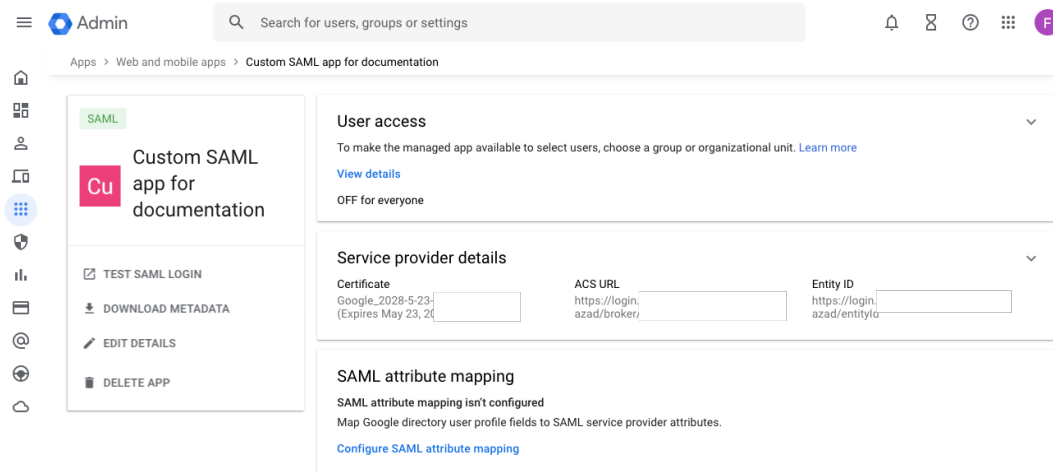 Admin
Search for users, groups or settings
F
Apps > Web and mobile apps > Custom SAML app for documentation
SAML
Cu
Custom SAML
app for
documentation
TEST SAML LOGIN
DOWNLOAD METADATA
EDIT DETAILS
DELETE APP
User access
To make the managed app available to select users, choose a group or organizational unit. Learn more
View details
OFF for everyone
Service provider details
Certificate
Google_2028-5-23-
(Expires May 23, 20
ACS URL
https://login.
azad/broker/
Entity ID
https://login.
azad/entityId
SAML attribute mapping
SAML attribute mapping isn't configured
Map Google directory user profile fields to SAML service provider attributes.
Configure SAML attribute mapping